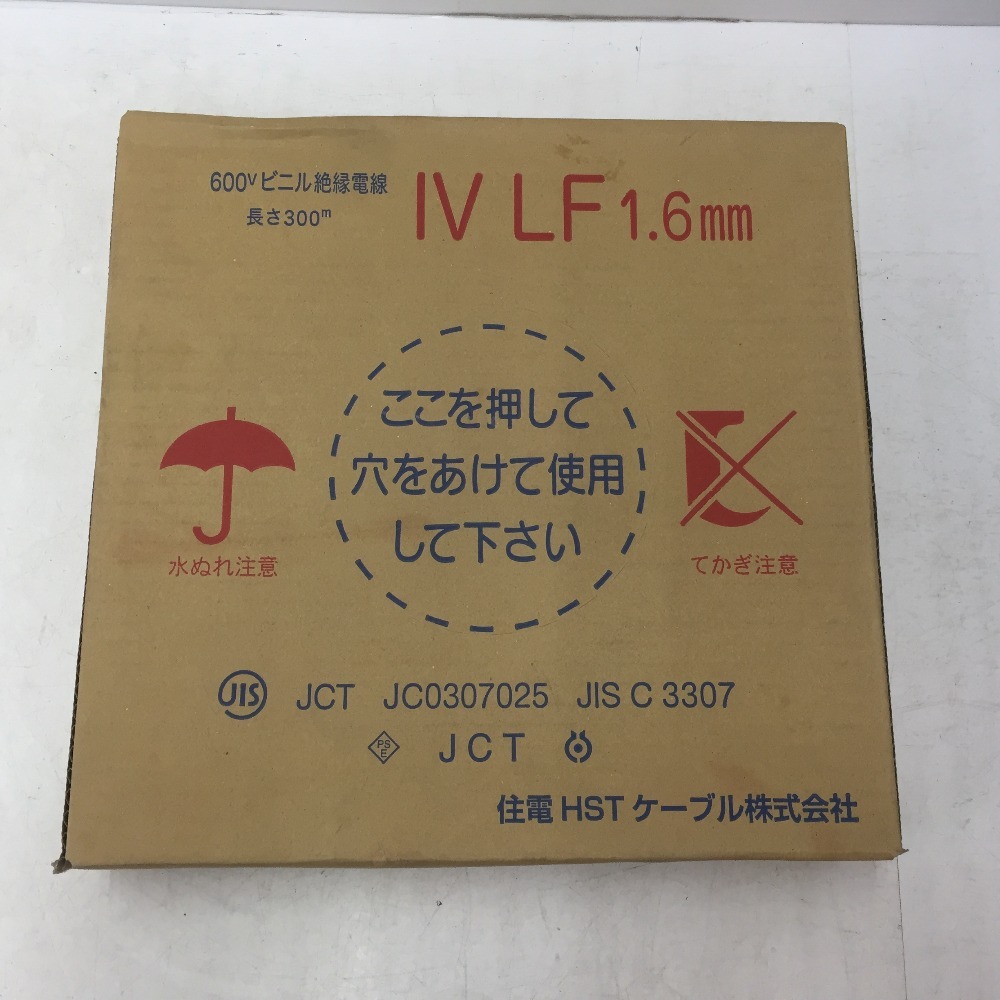 600V ビニル絶縁電線
長さ300m
IV LF 1.6mm
ここを押して
穴をあけて使用
して下さい
水ぬれ注意
てかぎ注意
JIS JCT JC0307025 JIS C 3307
PSE JCT
住電 HST ケーブル株式会社